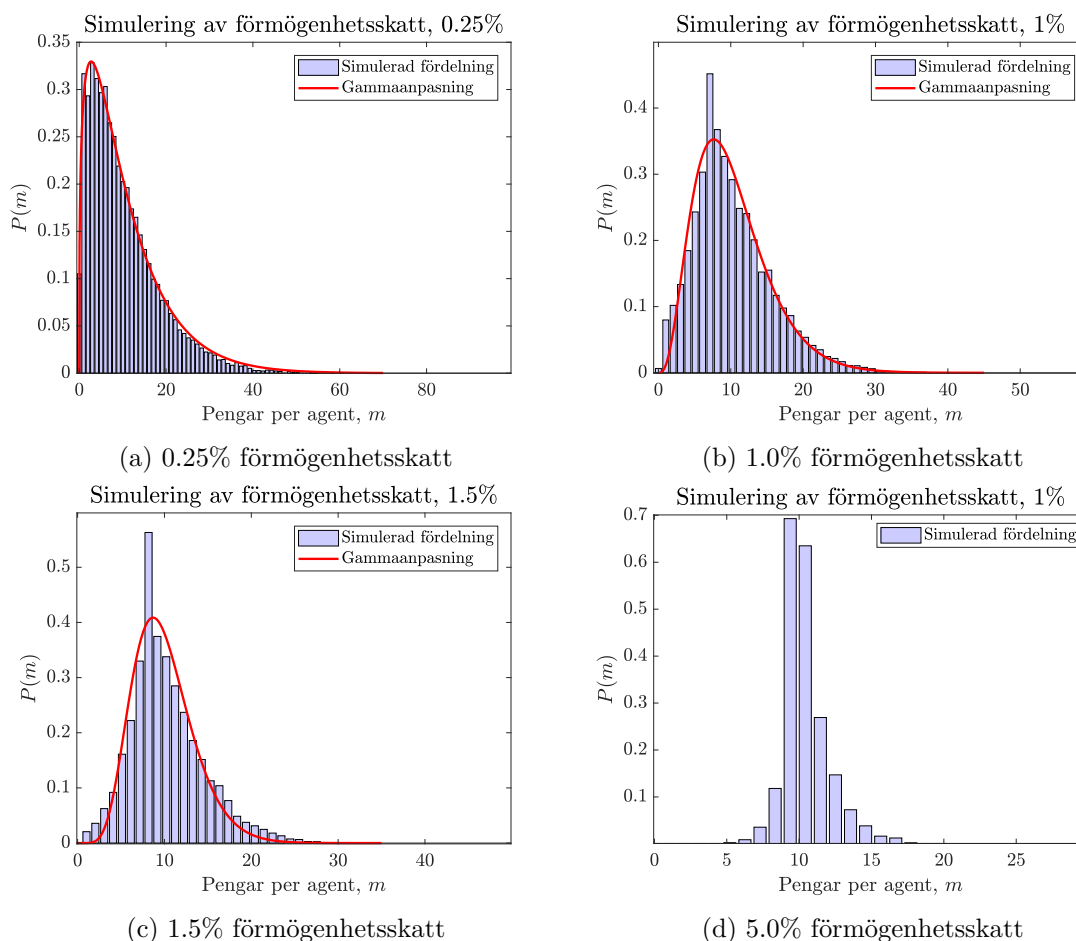 Simulering av förmögenhetsskatt, 0.25%
0.35
0.3
0.25
0.2
0.15
0.1
0.05
0
P(m)
Simulerad fördelning
Gammaanpasning
0 20 40 60 80
Pengar per agent, m
(a) 0.25% förmögenhetsskatt
Simulering av förmögenhetsskatt, 1%
0.4
0.3
0.2
0.1
0
P(m)
Simulerad fördelning
Gammaanpasning
0 10 20 30 40 50
Pengar per agent, m
(b) 1.0% förmögenhetsskatt
Simulering av förmögenhetsskatt, 1.5%
0.5
0.4
0.3
0.2
0.1
0
P(m)
Simulerad fördelning
Gammaanpasning
0 10 20 30 40
Pengar per agent, m
(c) 1.5% förmögenhetsskatt
Simulering av förmögenhetsskatt, 1%
0.7
0.6
0.5
0.4
0.3
0.2
0.1
P(m)
Simulerad fördelning
0 5 10 15 20 25
Pengar per agent, m
(d) 5.0% förmögenhetsskatt